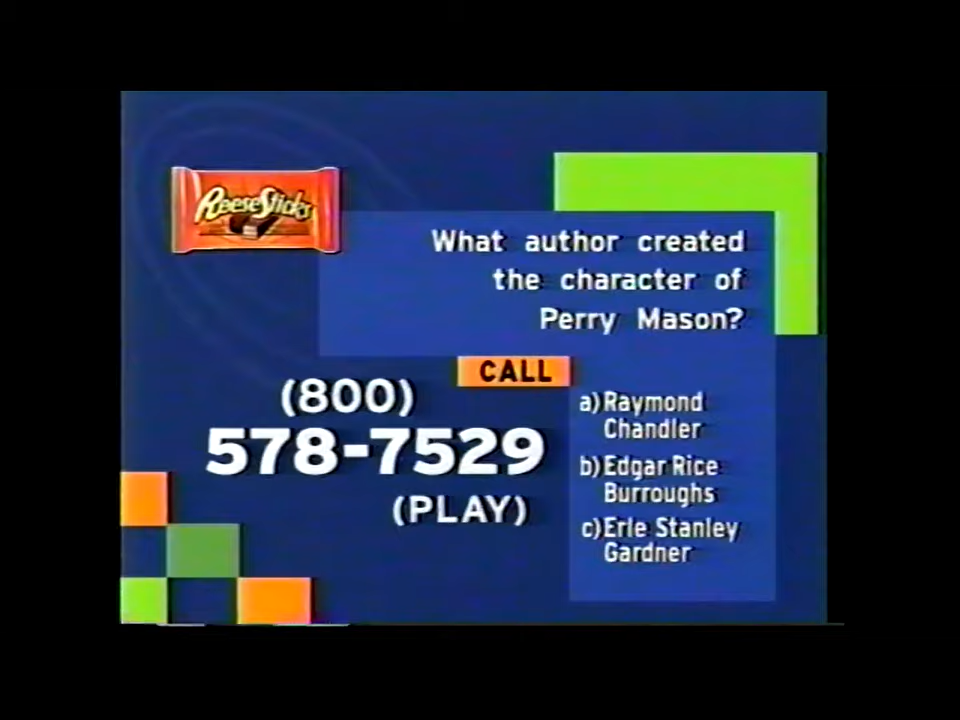 ReeseSticks
What author created
the character of
Perry Mason?
CALL
(800)
578-7529
(PLAY)
a) Raymond
Chandler
b) Edgar Rice
Burroughs
c) Erle Stanley
Gardner